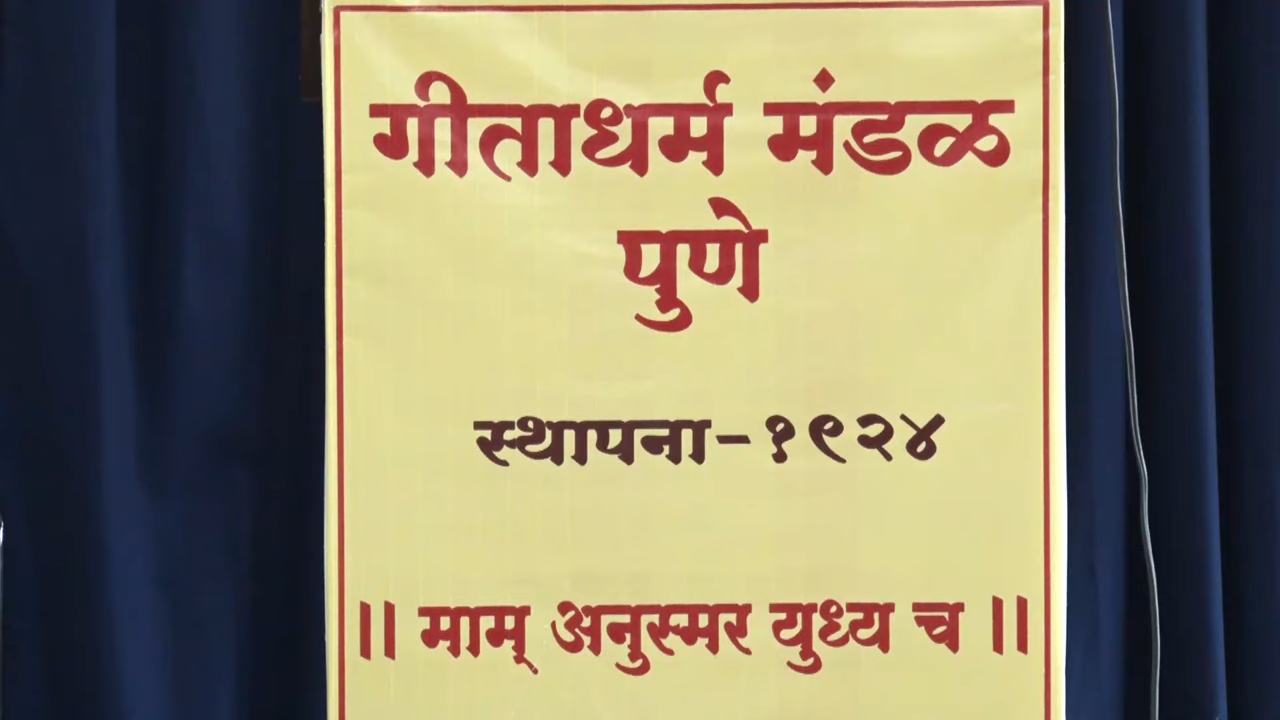 गीताधर्म मंडळ
पुणे
स्थापना-१९२४
|| माम् अनुस्मर युध्य च ||